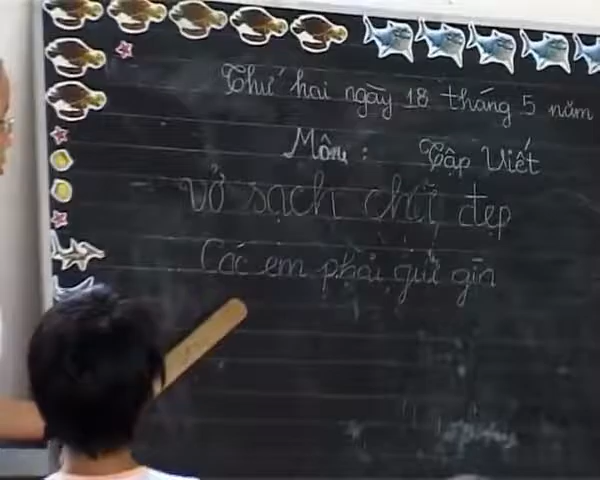 Thứ hai ngày 18 tháng 5 năm
Môn : Tập Viết
Vở sạch chữ đẹp
Các em phải giữ gìn